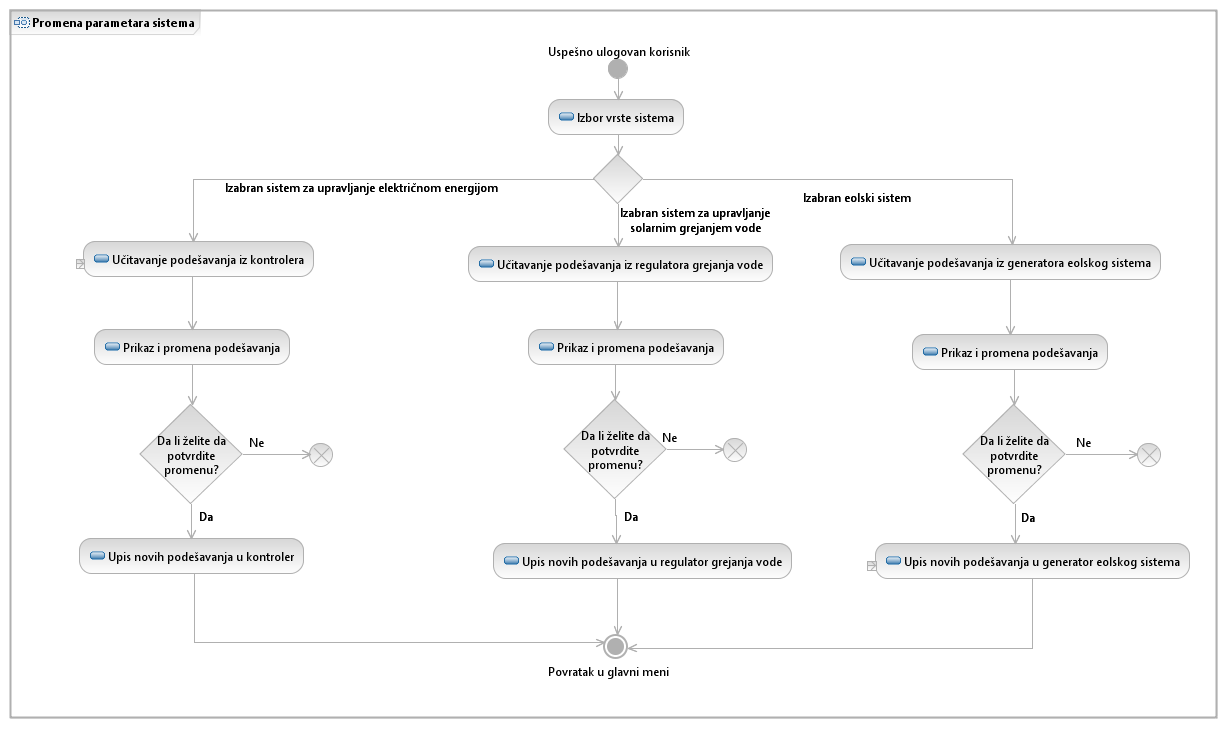 Promena parametara sistema
Uspešno ulogovan korisnik
Izbor vrste sistema
Izabran sistem za upravljanje električnom energijom
Izabran sistem za upravljanje
solarnim grejanjem vode
Izabran eolski sistem
Učitavanje podešavanja iz kontrolera
Učitavanje podešavanja iz regulatora grejanja vode
Učitavanje podešavanja iz generatora eolskog sistema
Prikaz i promena podešavanja
Prikaz i promena podešavanja
Prikaz i promena podešavanja
Da li želite da
potvrdite
promenu?
Ne
Da li želite da
potvrdite
promenu?
Ne
Da li želite da
potvrdite
promenu?
Ne
Da
Da
Da
Upis novih podešavanja u kontroler
Upis novih podešavanja u regulator grejanja vode
Upis novih podešavanja u generator eolskog sistema
Povratak u glavni meni